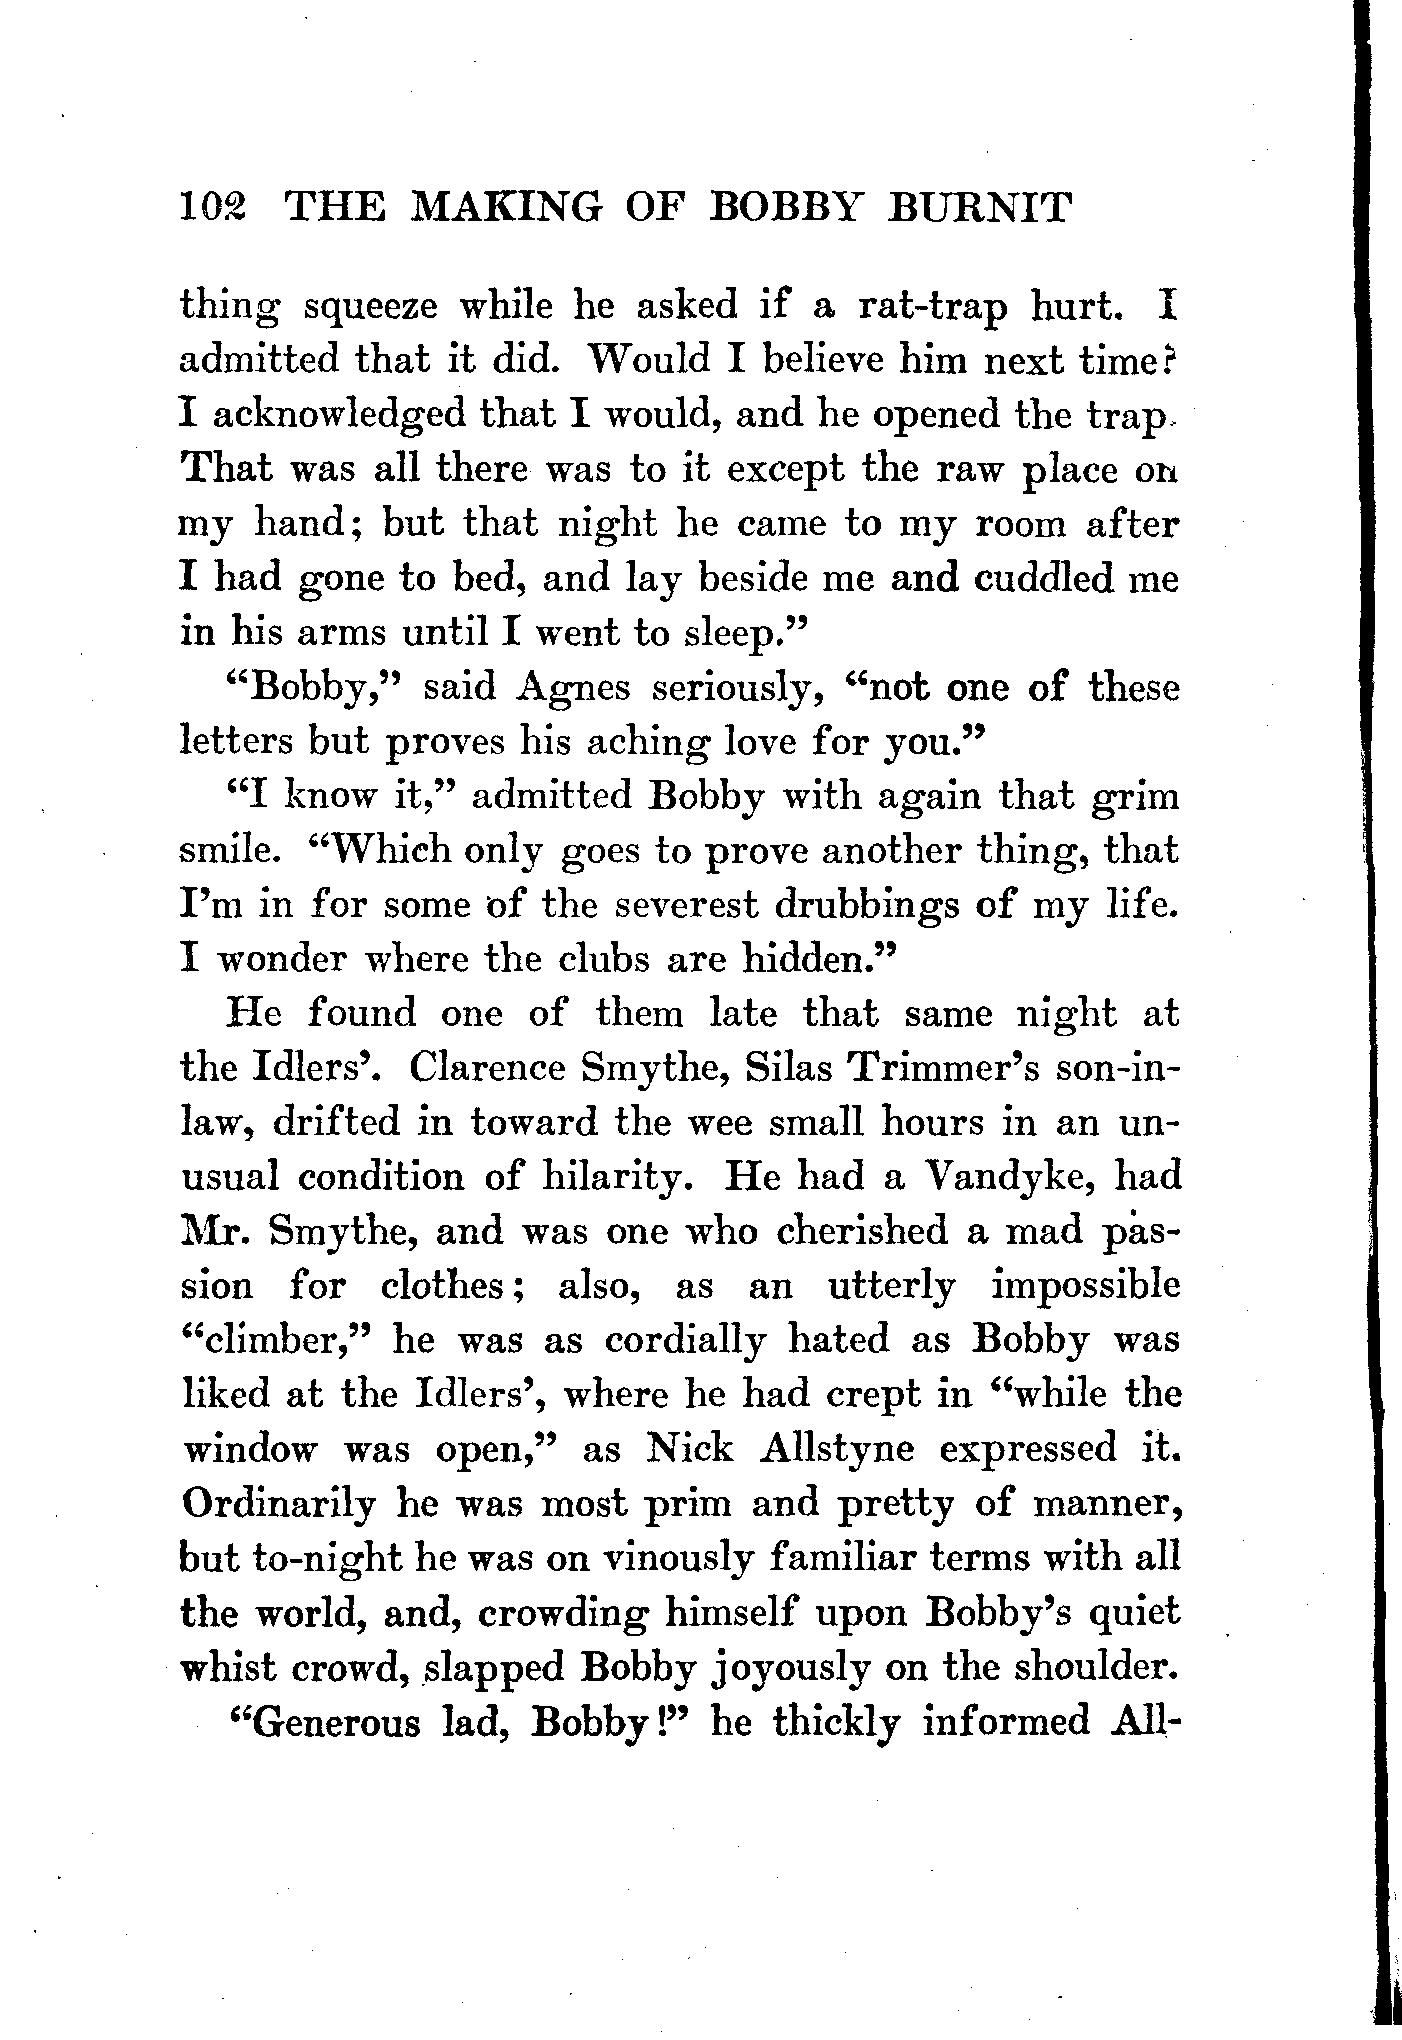 102 THE MAKING OF BOBBY BURNIT
thing squeeze while he asked if a rat-trap hurt. I
admitted that it did. Would I believe him next time?
I acknowledged that I would, and he opened the trap.
That was all there was to it except the raw place on
my hand; but that night he came to my room after
I had gone to bed, and lay beside me and cuddled me
in his arms until I went to sleep.”
“Bobby,” said Agnes seriously, “not one of these
letters but proves his aching love for you.”
“I know it,” admitted Bobby with again that grim
smile. “Which only goes to prove another thing, that
I’m in for some of the severest drubbings of my life.
I wonder where the clubs are hidden.”
He found one of them late that same night at
the Idlers’. Clarence Smythe, Silas Trimmer’s son-in-
law, drifted in toward the wee small hours in an un-
usual condition of hilarity. He had a Vandyke, had
Mr. Smythe, and was one who cherished a mad pas-
sion for clothes; also, as an utterly impossible
“climber,” he was as cordially hated as Bobby was
liked at the Idlers’, where he had crept in “while the
window was open,” as Nick Allstyne expressed it.
Ordinarily he was most prim and pretty of manner,
but to-night he was on vinously familiar terms with all
the world, and, crowding himself upon Bobby’s quiet
whist crowd, slapped Bobby joyously on the shoulder.
“Generous lad, Bobby!” he thickly informed All-